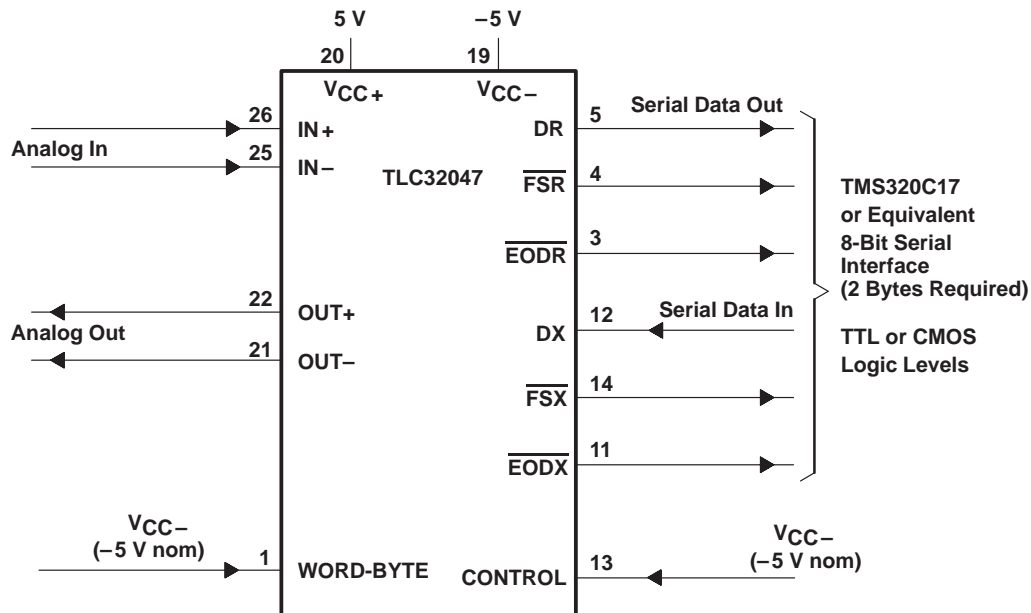 5 V
–5 V
20
19
VCC+
VCC–
Serial Data Out
26
IN+
DR
5
Analog In
25
IN–
TLC32047
FSR
4
TMS320C17
or Equivalent
8-Bit Serial
Interface
(2 Bytes Required)
TTL or CMOS
Logic Levels
EODR
3
22
OUT+
Serial Data In
12
DX
Analog Out
21
OUT–
14
FSX
11
EODX
VCC–
(–5 V nom)
1
WORD-BYTE
CONTROL
13
VCC–
(–5 V nom)